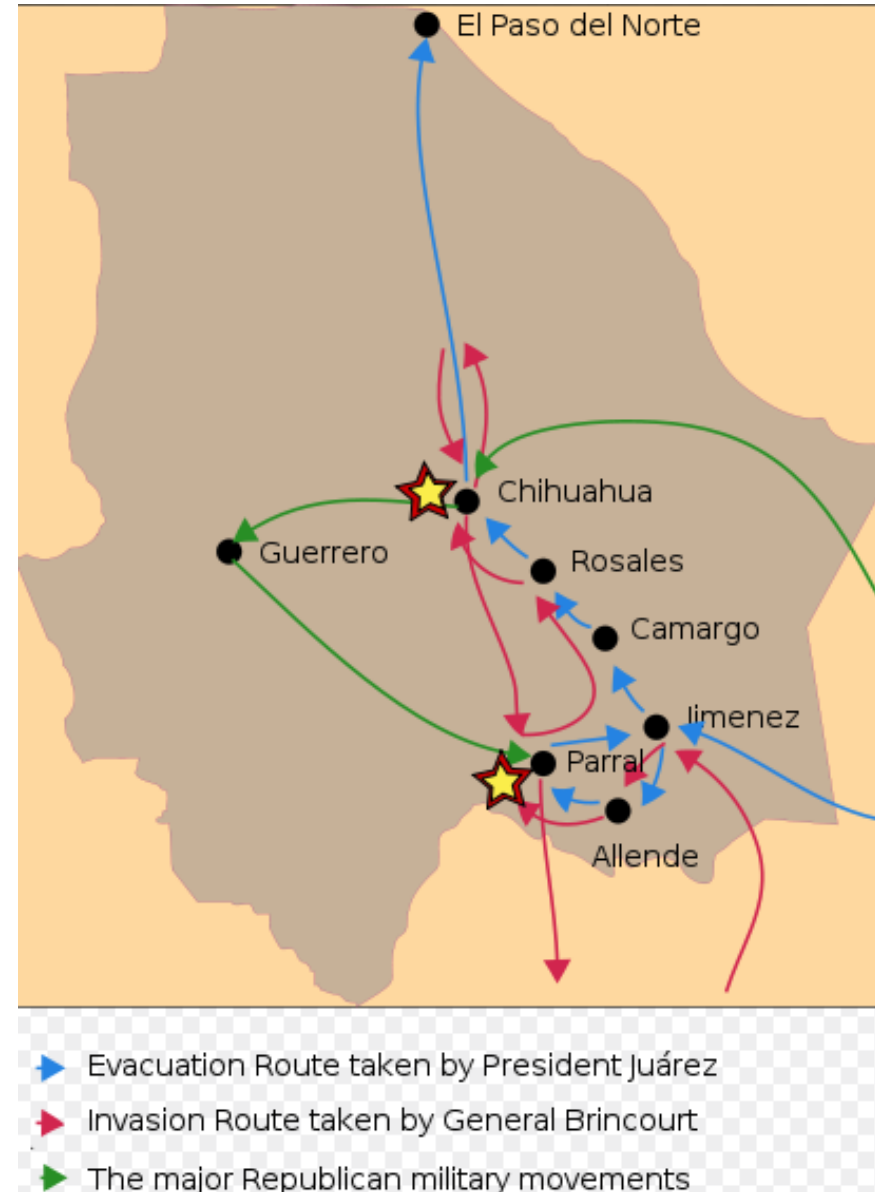 El Paso del Norte
Chihuahua
Guerrero
Rosales
Camargo
Jimenez
Parral
Allende
Evacuation Route taken by President Juárez
Invasion Route taken by General Brincourt
The major Republican military movements